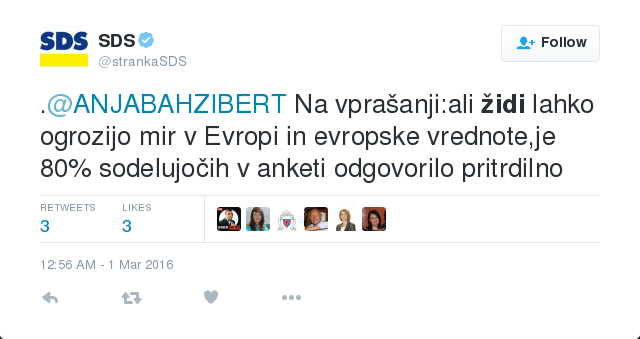 SDS SDS Follow
@strankaSDS
.@ANJABAHZIBERT Na vprašanji:ali židi lahko
ogrozijo mir v Evropi in evropske vrednote,je
80% sodelujočih v anketi odgovorilo pritrdilno
RETWEETS LIKES
3 3
12:56 AM - 1 Mar 2016